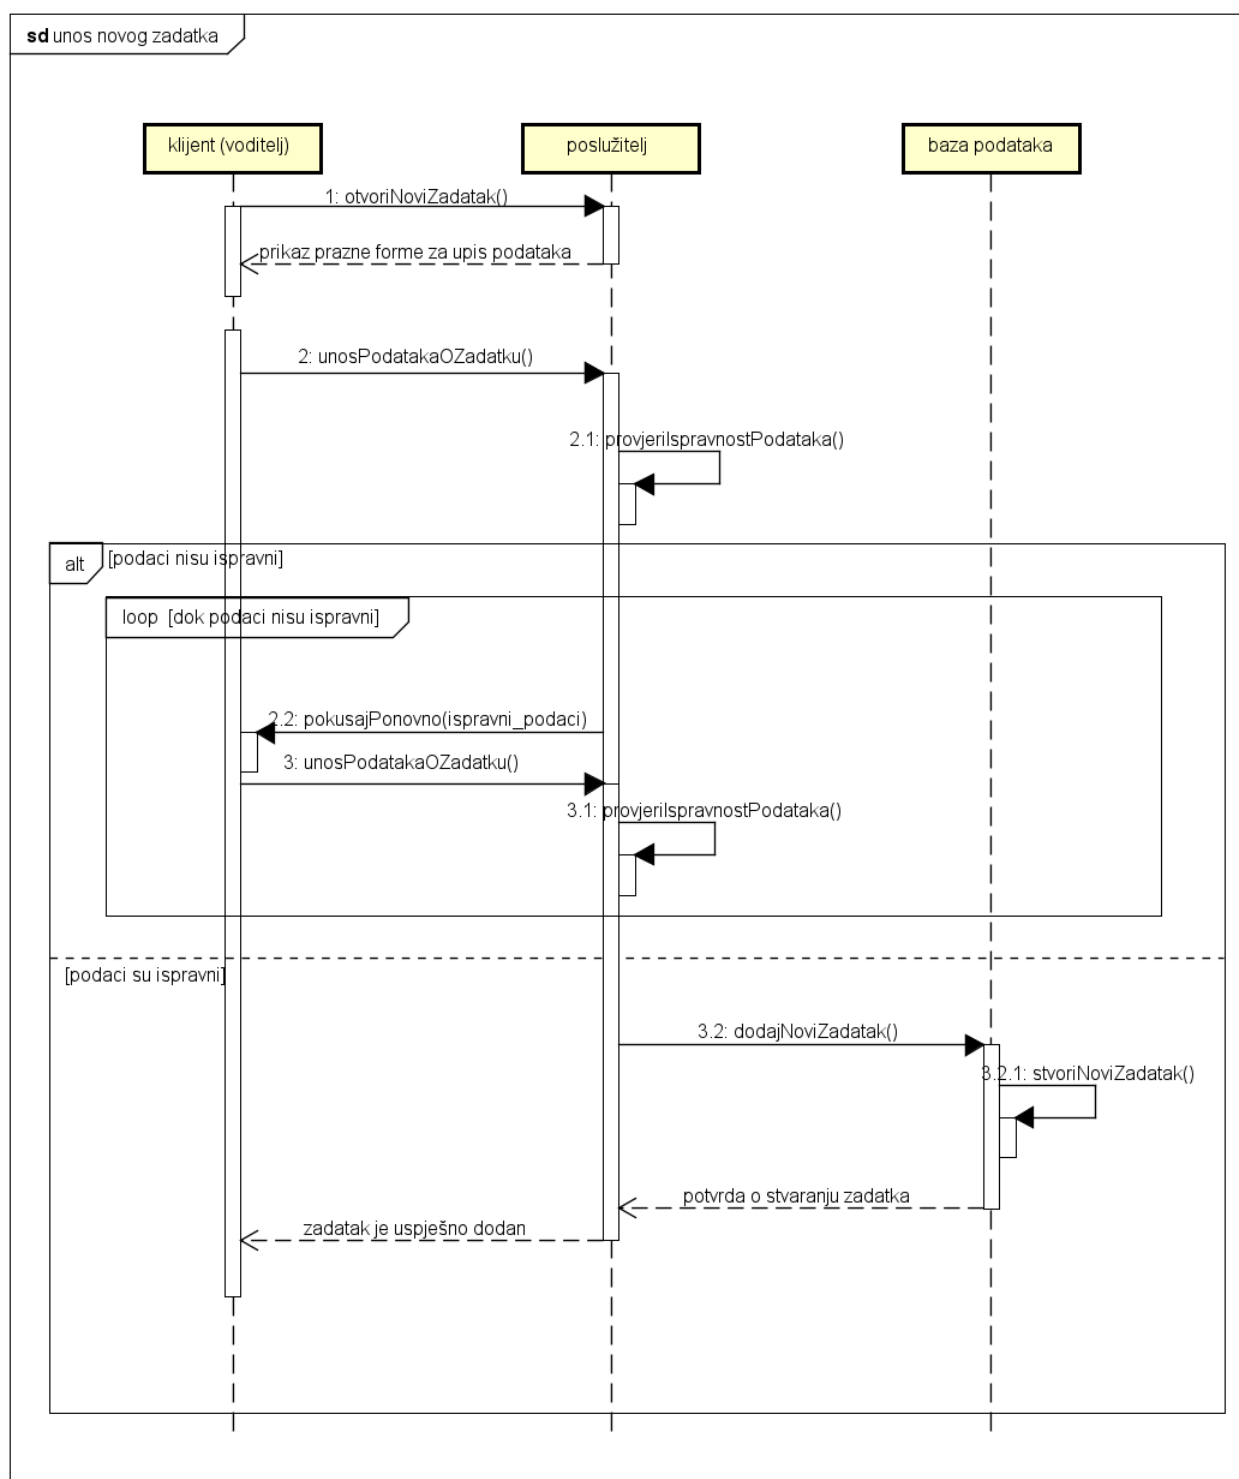 sd unos novog zadatka
klijent (voditelj)
poslužitelj
baza podataka
1: otvoriNoviZadatak()
prikaz prazne forme za upis podataka
2: unosPodatakaOZadatku()
2.1: provjeriIspravnostPodataka()
alt
[podaci nisu ispravni]
loop [dok podaci nisu ispravni]
2.2: pokusajPonovno(ispravni_podaci)
3: unosPodatakaOZadatku()
3.1: provjeriIspravnostPodataka()
[podaci su ispravni]
3.2: dodajNoviZadatak()
3.2.1: stvoriNoviZadatak()
potvrda o stvaranju zadatka
zadatak je uspješno dodan